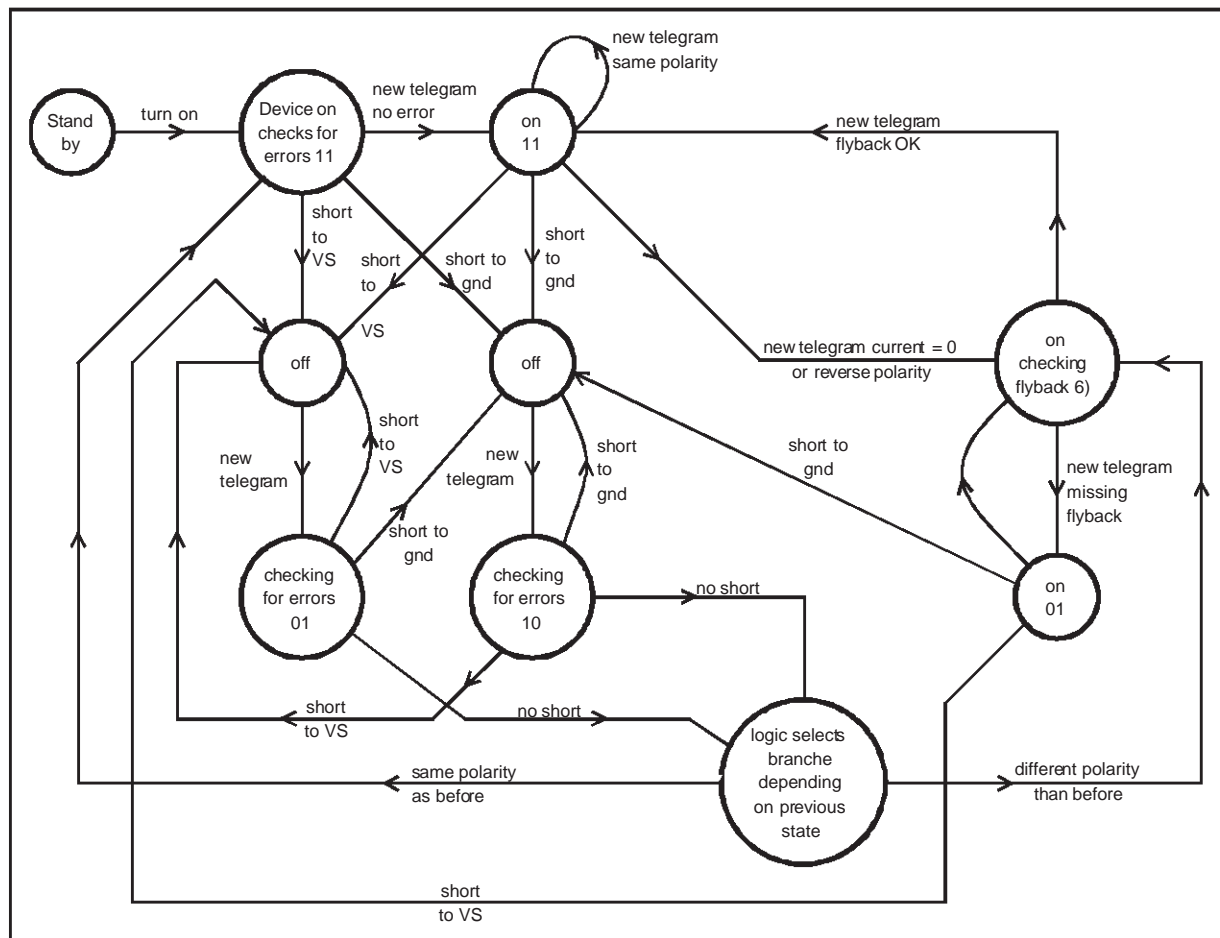 new telegram
same polarity
Stand
by
turn on
Device on
checks for
errors 11
new telegram
no error
on
11
new telegram
flyback OK
short
to
VS
short
to
VS
short to
gnd
short
to
gnd
off
off
new telegram current = 0
or reverse polarity
on
checking
flyback 6)
new
telegram
short
to
VS
short to
gnd
new
telegram
short
to
gnd
short to
gnd
new telegram
missing
flyback
checking
for errors
01
checking
for errors
10
no short
on
01
short
to VS
no short
logic selects
branche
depending
on previous
state
same polarity
as before
different polarity
than before
short
to VS